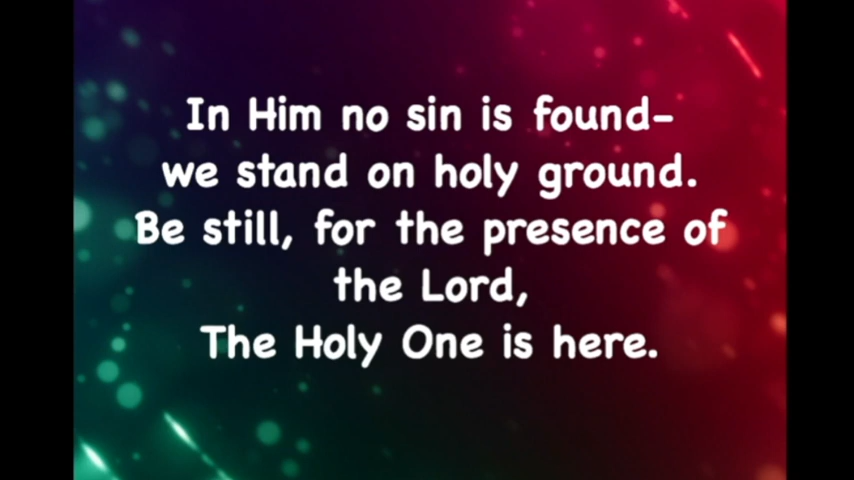 In Him no sin is found-
we stand on holy ground.
Be still, for the presence of
the Lord,
The Holy One is here.